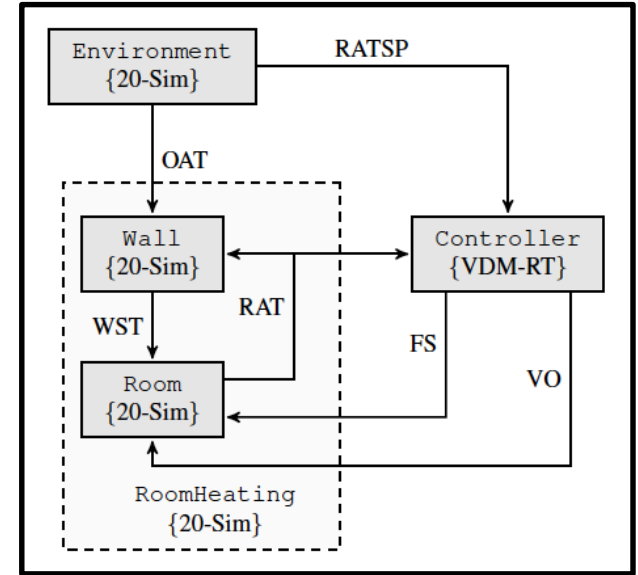 Environment
{20-Sim}
RATSP
OAT
Wall
{20-Sim}
Controller
{VDM-RT}
WST
RAT
FS
VO
Room
{20-Sim}
RoomHeating
{20-Sim}